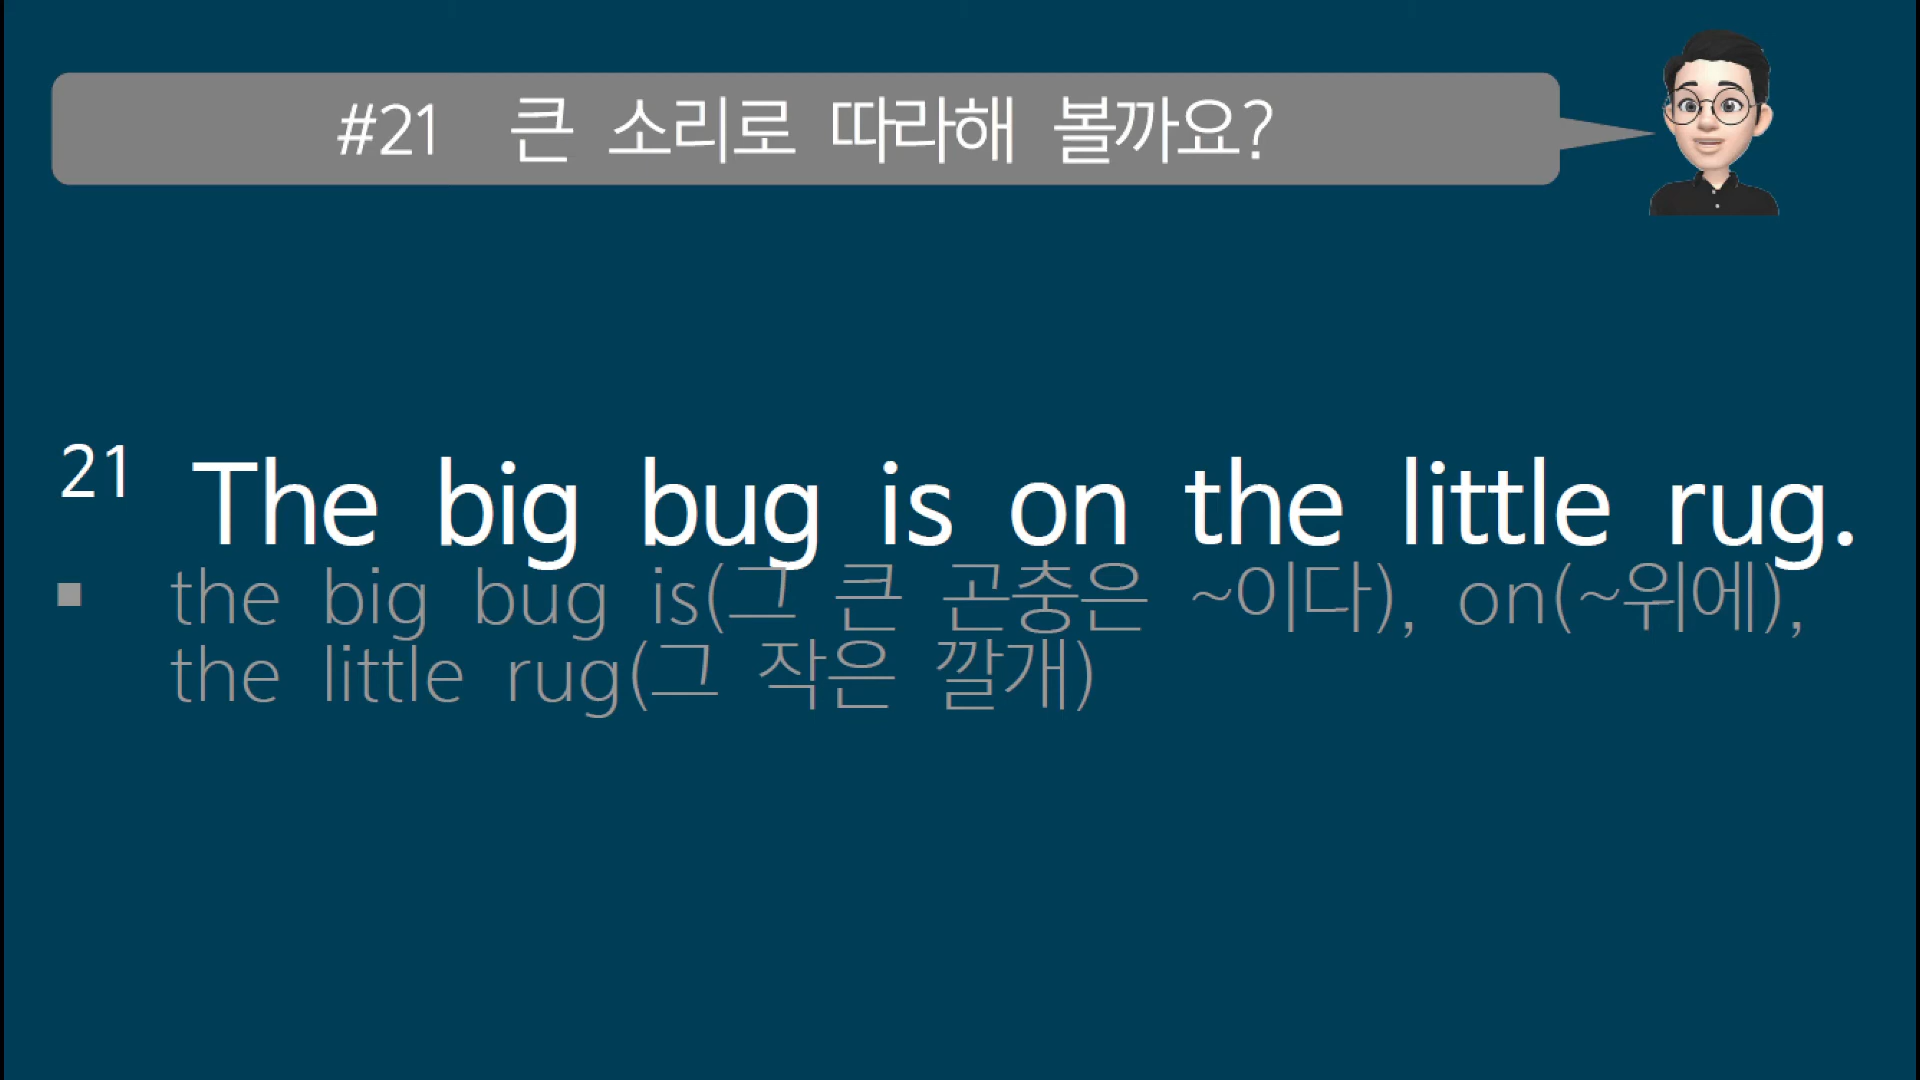 #21 큰 소리로 따라해 볼까요?
21 The big bug is on the little rug.
▪ the big bug is(그 큰 곤충은 ~이다), on(~위에),
the little rug(그 작은 깔개)